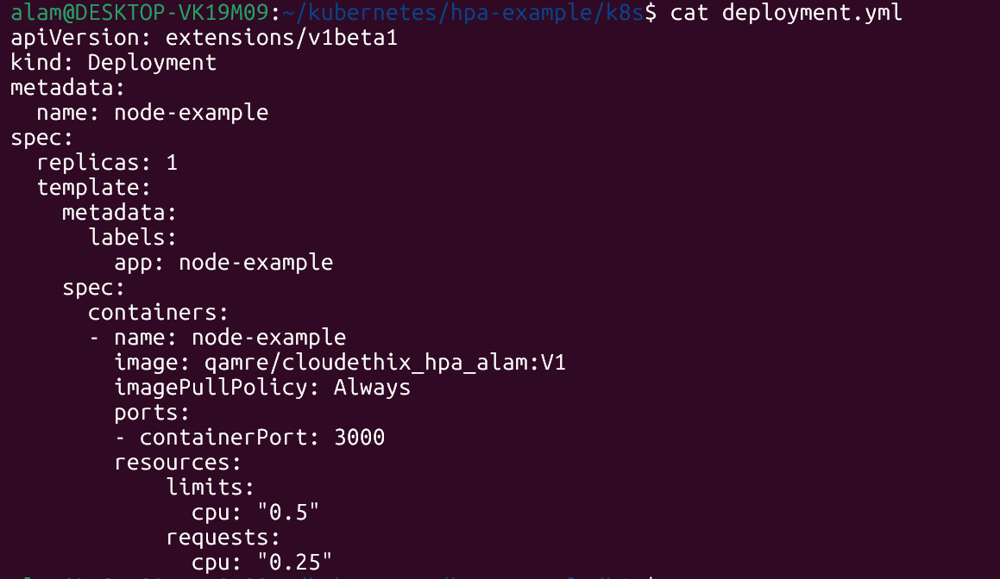 alam@DESKTOP-VK19M09:~/kubernetes/hpa-example/k8s$ cat deployment.yml
apiVersion: extensions/v1beta1
kind: Deployment
metadata:
  name: node-example
spec:
  replicas: 1
  template:
    metadata:
      labels:
        app: node-example
    spec:
      containers:
      - name: node-example
        image: qamre/cloudethix_hpa_alam:V1
        imagePullPolicy: Always
        ports:
        - containerPort: 3000
        resources:
            limits:
              cpu: "0.5"
            requests:
              cpu: "0.25"